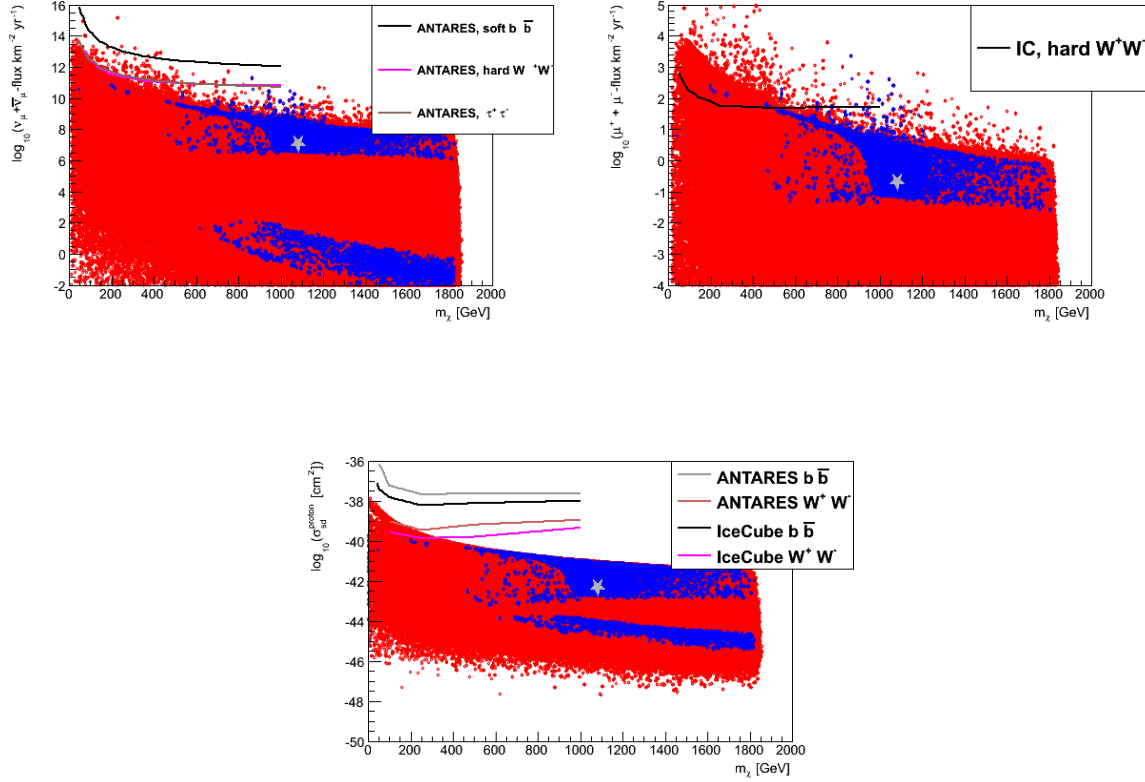 log₁₀(ν_μ+ν̅_μ-flux km⁻² yr⁻¹)
16
14
12
10
8
6
4
2
0
-2
0 200 400 600 800 1000 1200 1400 1600 1800 2000
m_χ [GeV]
ANTARES, soft b b̅
ANTARES, hard W⁺W⁻
ANTARES, τ⁺τ⁻
log₁₀(μ⁺ + μ⁻-flux km⁻² yr⁻¹)
5
4
3
2
1
0
-1
-2
-3
-4
0 200 400 600 800 1000 1200 1400 1600 1800 2000
m_χ [GeV]
IC, hard W⁺W⁻
log₁₀(σ_sd^proton [cm²])
-36
-38
-40
-42
-44
-46
-48
-50
0 200 400 600 800 1000 1200 1400 1600 1800 2000
m_χ [GeV]
ANTARES b b̅
ANTARES W⁺ W⁻
IceCube b b̅
IceCube W⁺ W⁻